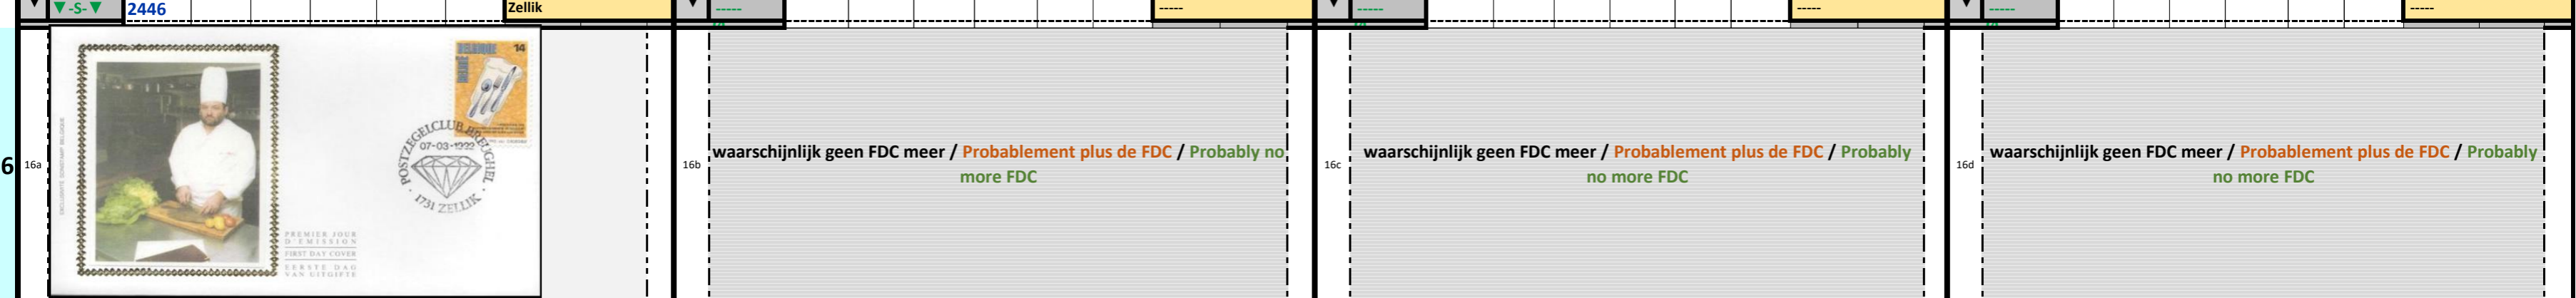 ▼ ▼-S-▼ 2446 Zellik
▼ ----- -----
▼ ----- -----
▼ ----- -----
6
16a
BELGIQUE 14
BELGIË
POSTZEGELCLUB BREUGHEL
07-03-1992
1731 ZELLIK
PREMIER JOUR
D'EMISSION
FIRST DAY COVER
EERSTE DAG
VAN UITGIFTE
16b
waarschijnlijk geen FDC meer / Probablement plus de FDC / Probably no
more FDC
16c
waarschijnlijk geen FDC meer / Probablement plus de FDC / Probably
no more FDC
16d
waarschijnlijk geen FDC meer / Probablement plus de FDC / Probably
no more FDC